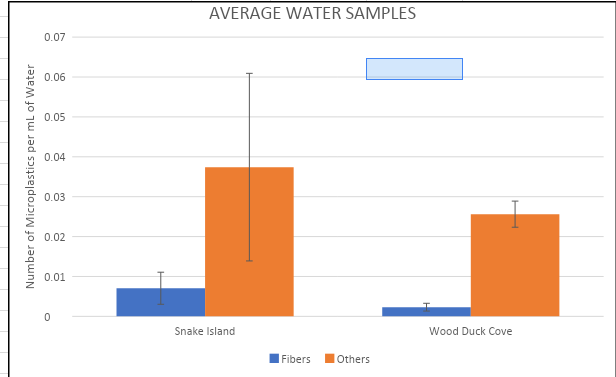 AVERAGE WATER SAMPLES
Number of Microplastics per mL of Water
0.07
0.06
0.05
0.04
0.03
0.02
0.01
0
Snake Island
Wood Duck Cove
Fibers
Others